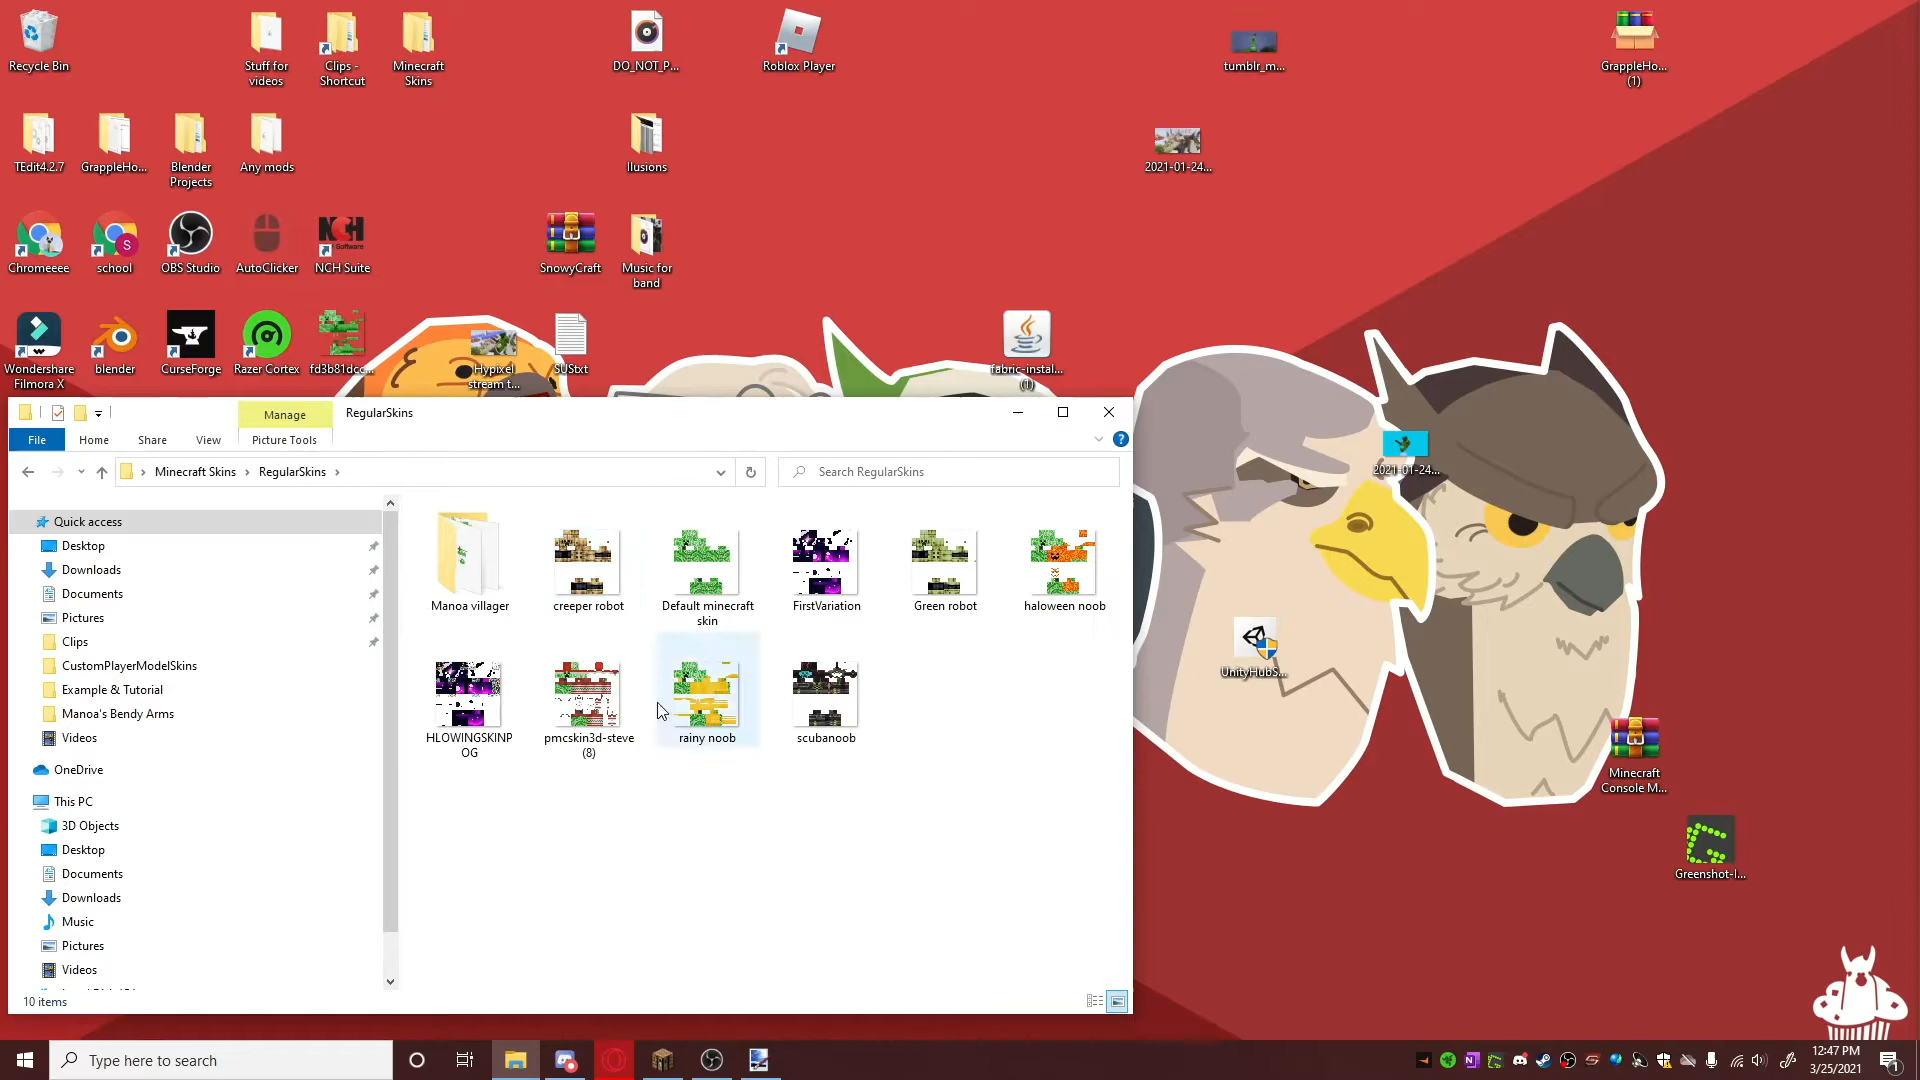 Recycle Bin
Stuff for
videos
Clips -
Shortcut
Minecraft
Skins
DO_NOT_P...
Roblox Player
tumblr_m...
GrappleHo...
(1)
TEdit4.2.7
GrappleHo...
Blender
Projects
Any mods
Ilusions
2021-01-24...
Chromeeee
S
school
OBS Studio
AutoClicker
NCH
Software
NCH Suite
SnowyCraft
Music for
band
Wondershare
Filmora X
blender
CurseForge
Razer Cortex
fd3b81dcc...
Hypixel
stream t...
SUStxt
fabric-instal...
(1)
Manage
RegularSkins
File
Home
Share
View
Picture Tools
Minecraft Skins
RegularSkins
Search RegularSkins
Quick access
Desktop
Downloads
Documents
Pictures
Clips
CustomPlayerModelSkins
Example & Tutorial
Manoa's Bendy Arms
Videos
OneDrive
This PC
3D Objects
Desktop
Documents
Downloads
Music
Pictures
Videos
Manoa villager
creeper robot
Default minecraft
skin
FirstVariation
Green robot
haloween noob
HLOWINGSKINP
OG
pmcskin3d-steve
(8)
rainy noob
scubanoob
10 items
2021-01-24...
UnityHubS...
Minecraft
Console M...
Greenshot-I...
Type here to search
12:47 PM
3/25/2021
1